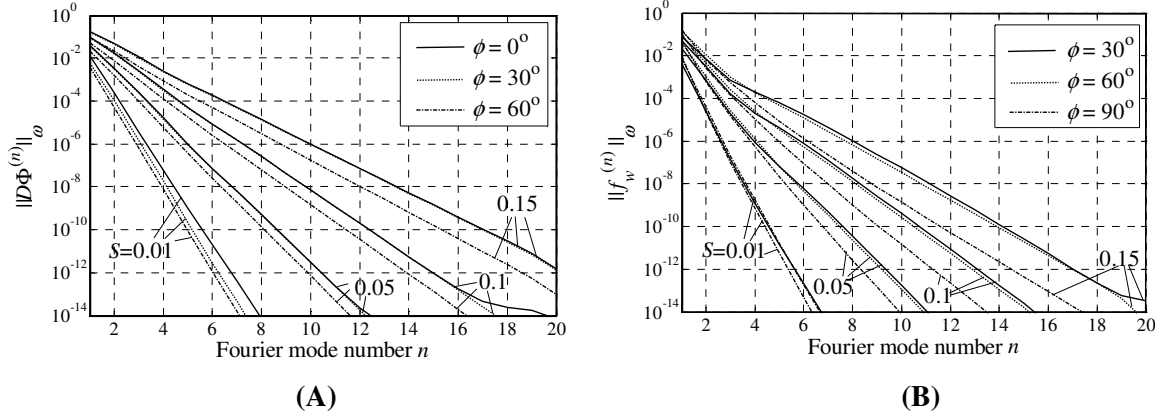 10^0
10^-2
10^-4
10^-6
10^-8
10^-10
10^-12
10^-14
||DΦ^(n)||_ω
ϕ = 0°
ϕ = 30°
ϕ = 60°
0.15
S=0.01
0.05
0.1
2 4 6 8 10 12 14 16 18 20
Fourier mode number n
(A)
10^0
10^-2
10^-4
10^-6
10^-8
10^-10
10^-12
10^-14
||f_w^(n)||_ω
ϕ = 30°
ϕ = 60°
ϕ = 90°
S=0.01
0.05
0.1
0.15
2 4 6 8 10 12 14 16 18 20
Fourier mode number n
(B)